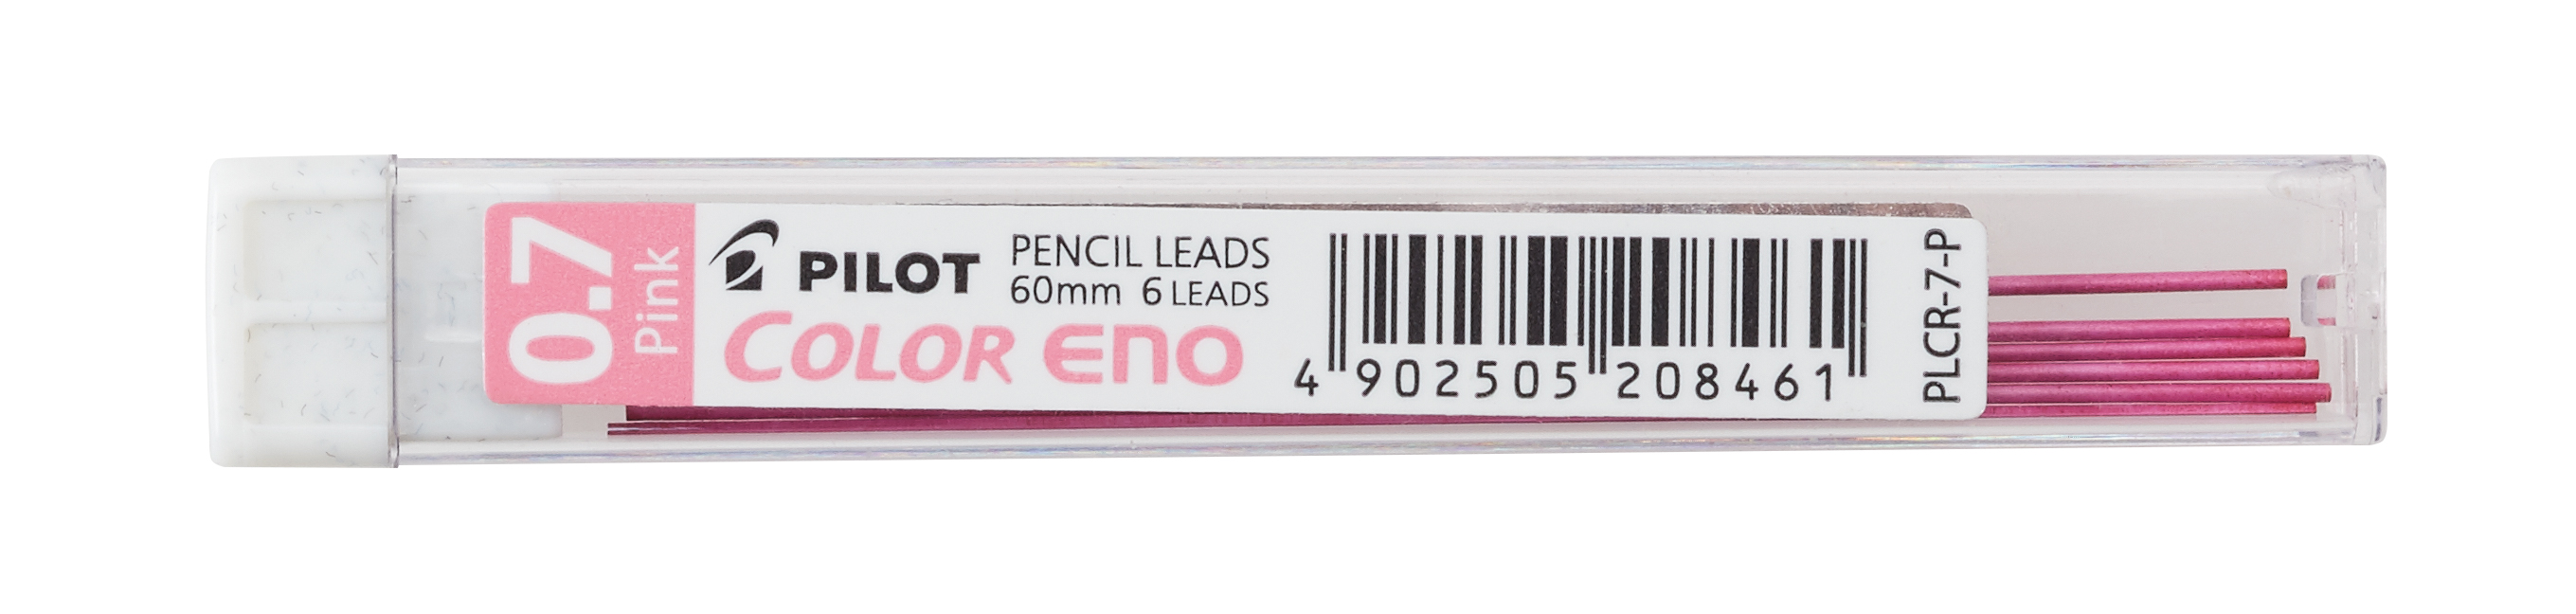 0.7
Pink
PILOT
PENCIL LEADS
60mm 6 LEADS
COLOR ENO
4 902505 208461
PLCR-7-P